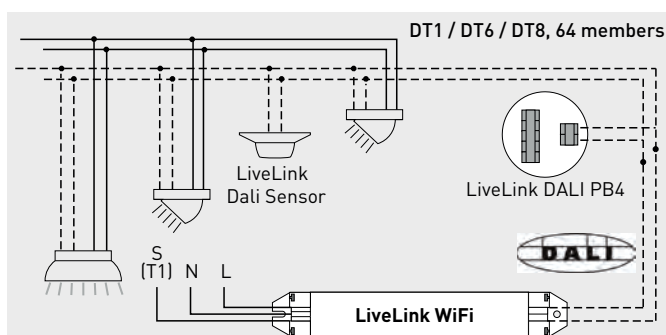 DT1 / DT6 / DT8, 64 members
LiveLink
Dali Sensor
LiveLink DALI PB4
DALI
S
(T1) N L
LiveLink WiFi